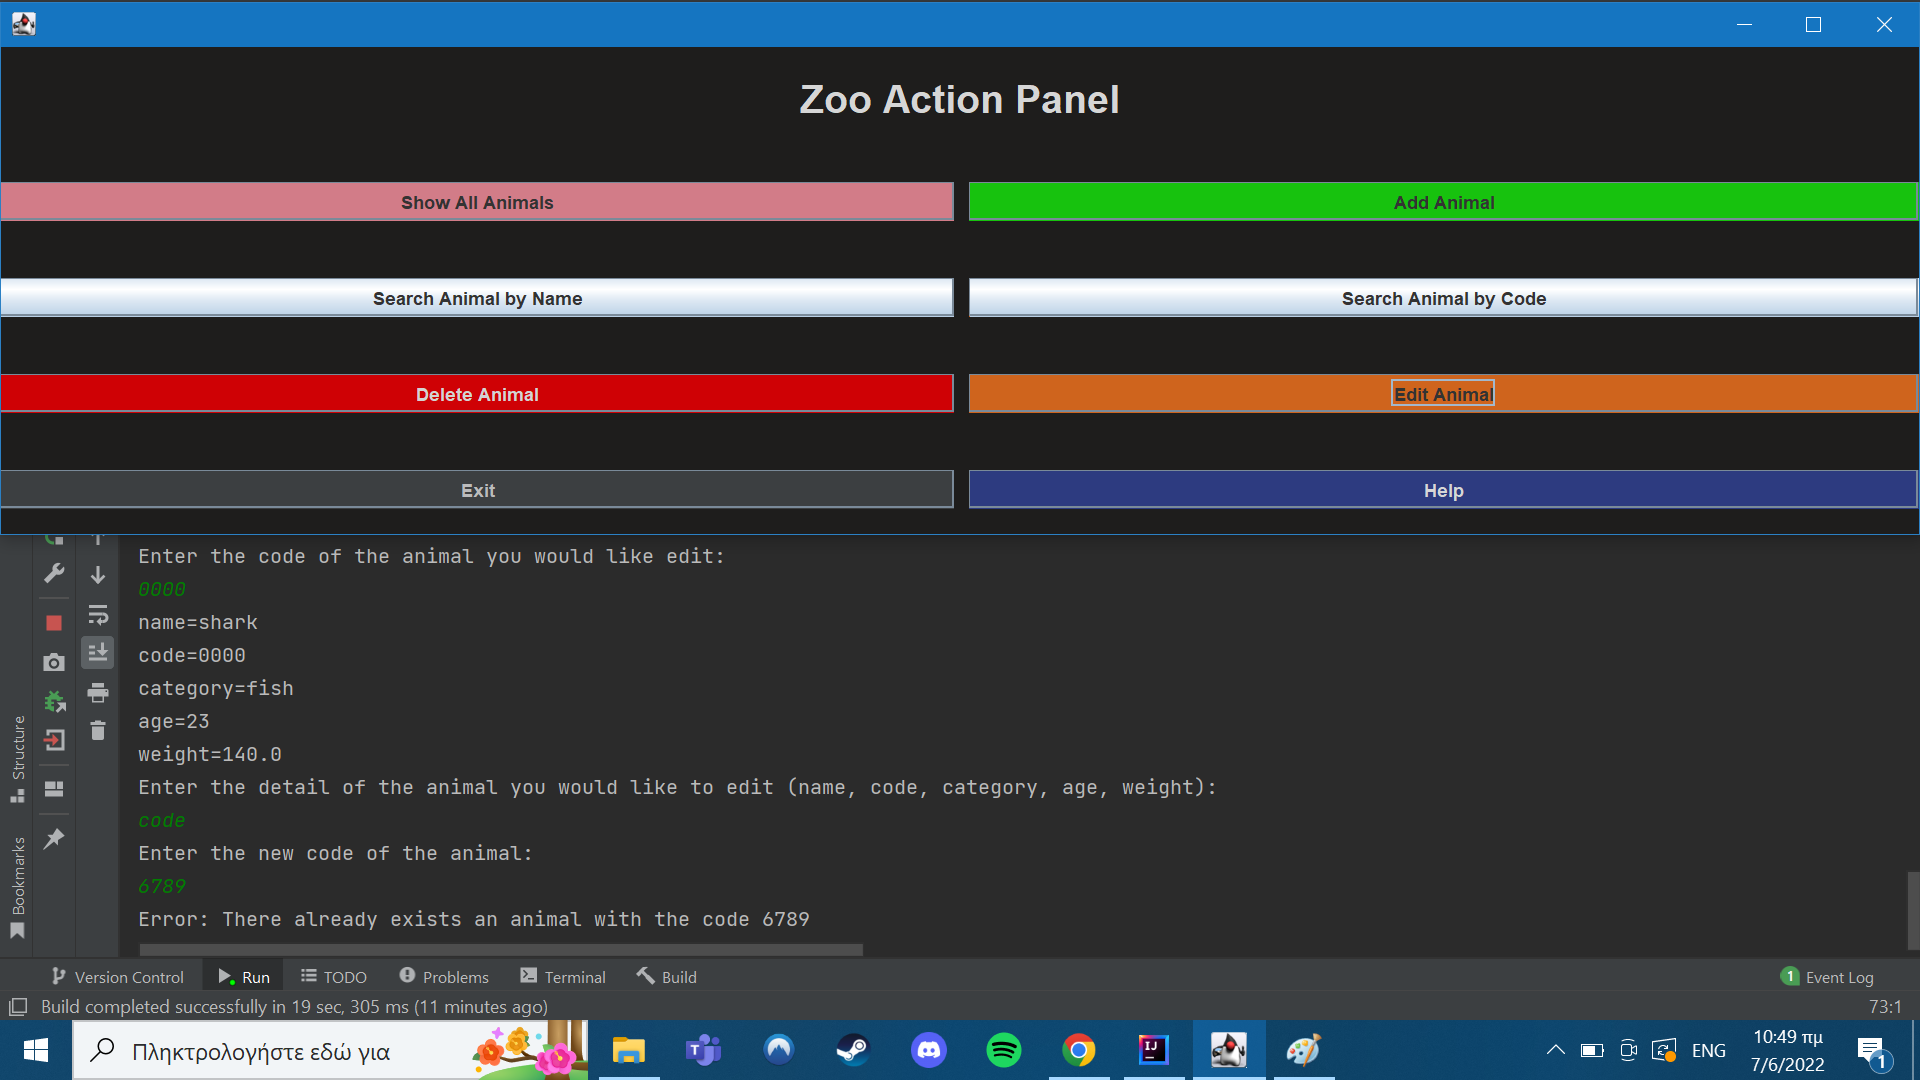 Zoo Action Panel
Show All Animals
Add Animal
Search Animal by Name
Search Animal by Code
Delete Animal
Edit Animal
Exit
Help
Enter the code of the animal you would like edit:
0000
name=shark
code=0000
category=fish
age=23
weight=140.0
Enter the detail of the animal you would like to edit (name, code, category, age, weight):
code
Enter the new code of the animal:
6789
Error: There already exists an animal with the code 6789
Structure
Bookmarks
Version Control
Run
TODO
Problems
Terminal
Build
1 Event Log
Build completed successfully in 19 sec, 305 ms (11 minutes ago)
73:1
Πληκτρολογήστε εδώ για
ENG
10:49 πμ
7/6/2022
1